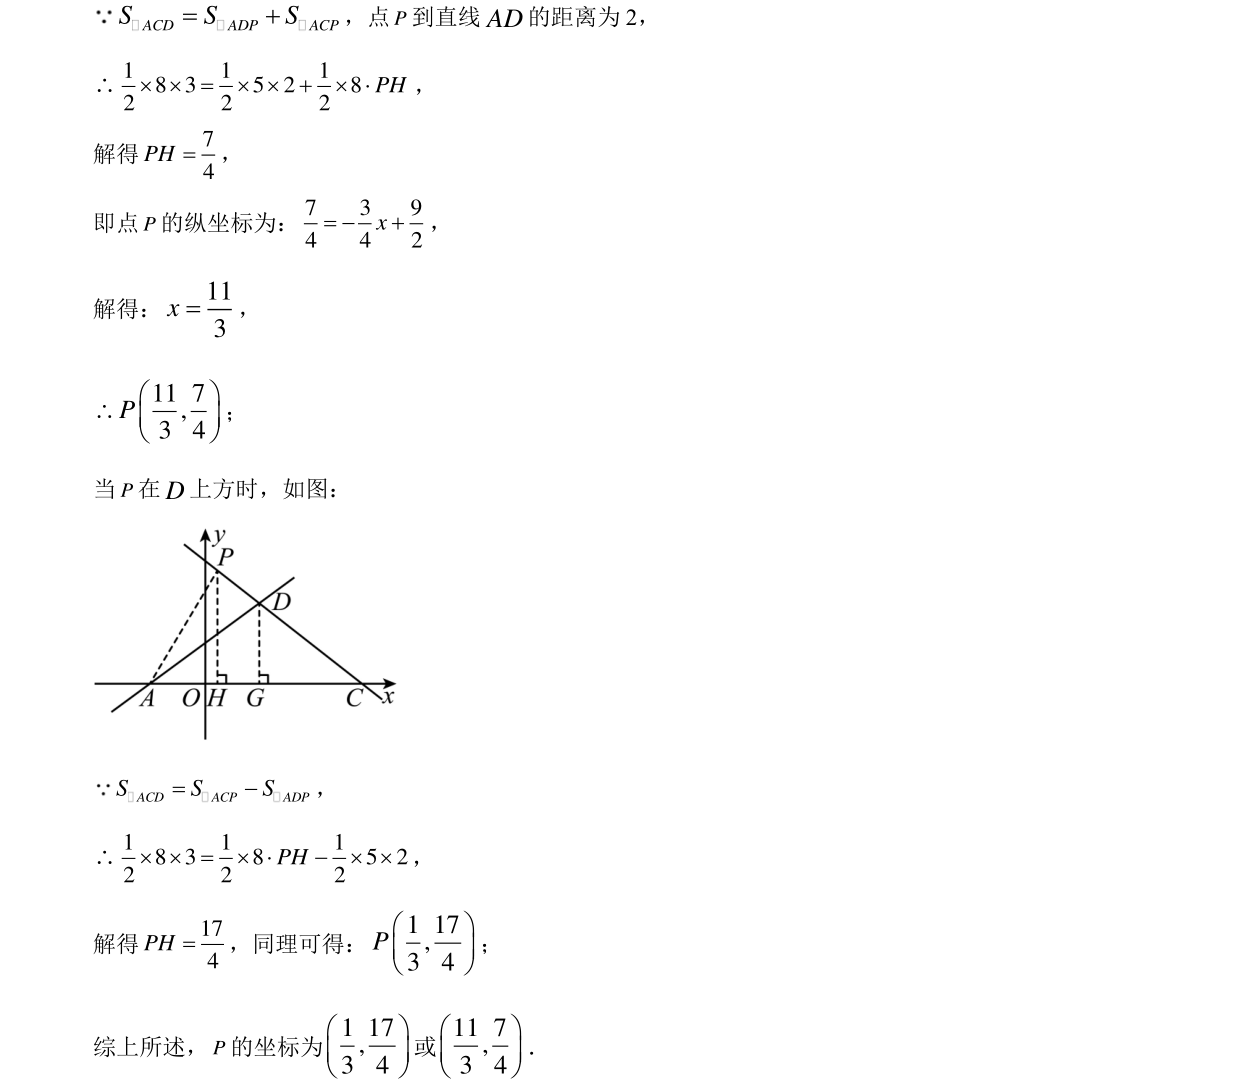 ∵ S□ACD = S□ADP + S□ACP，点 P 到直线 AD 的距离为 2，
∴ 1/2 × 8 × 3 = 1/2 × 5 × 2 + 1/2 × 8 · PH，
解得 PH = 7/4，
即点 P 的纵坐标为： 7/4 = −3/4 x + 9/2，
解得： x = 11/3，
∴ P(11/3, 7/4)；
当 P 在 D 上方时，如图：
y
P
D
A O H G C x
∵ S□ACD = S□ACP − S□ADP，
∴ 1/2 × 8 × 3 = 1/2 × 8 · PH − 1/2 × 5 × 2，
解得 PH = 17/4，同理可得： P(1/3, 17/4)；
综上所述， P 的坐标为(1/3, 17/4)或(11/3, 7/4)．